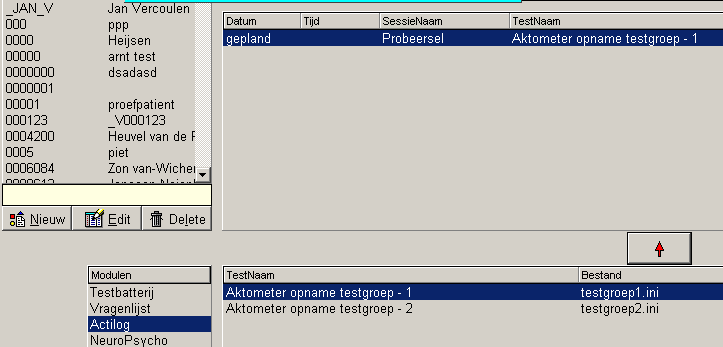 _JAN_V Jan Vercoulen
000 ppp
0000 Heijsen
00000 arnt test
0000000 dsadasd
0000001
00001 proefpatient
000123 _V000123
0004200 Heuvel van de
0005 piet
0006084 Zon van-Wicher
Nieuw Edit Delete
Datum Tijd SessieNaam TestNaam
gepland Probeersel Aktometer opname testgroep - 1
Modulen
Testbatterij
Vragenlijst
Actilog
NeuroPsycho
TestNaam Bestand
Aktometer opname testgroep - 1 testgroep1.ini
Aktometer opname testgroep - 2 testgroep2.ini